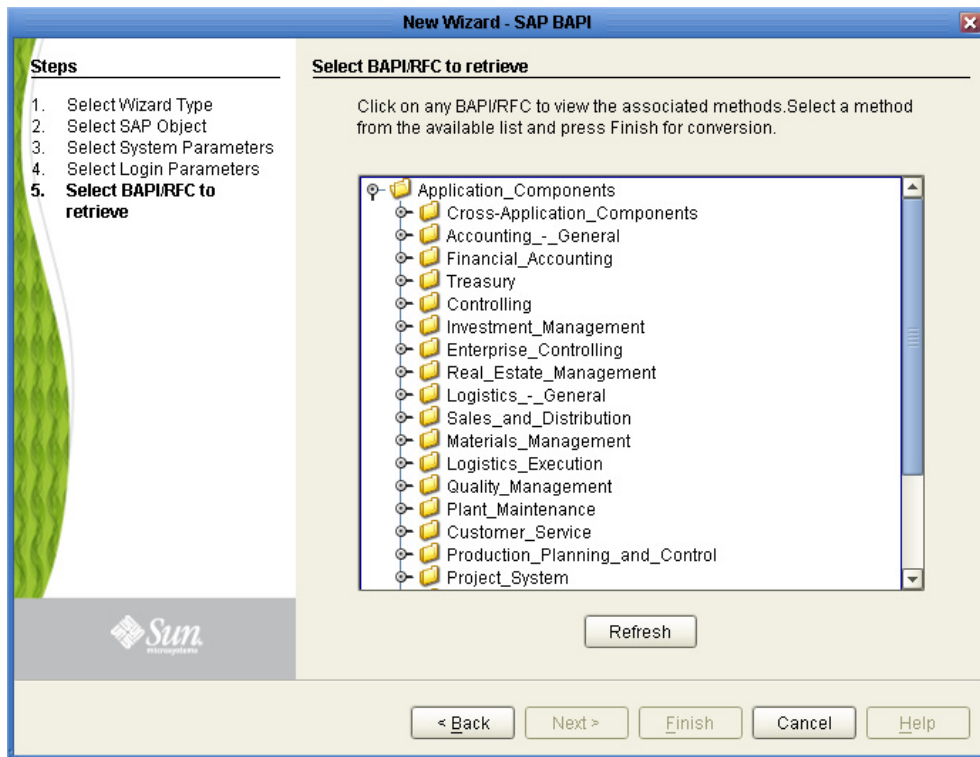 New Wizard - SAP BAPI
Steps
1. Select Wizard Type
2. Select SAP Object
3. Select System Parameters
4. Select Login Parameters
5. Select BAPI/RFC to
retrieve
Select BAPI/RFC to retrieve
Click on any BAPI/RFC to view the associated methods.Select a method
from the available list and press Finish for conversion.
Application_Components
Cross-Application_Components
Accounting_-_General
Financial_Accounting
Treasury
Controlling
Investment_Management
Enterprise_Controlling
Real_Estate_Management
Logistics_-_General
Sales_and_Distribution
Materials_Management
Logistics_Execution
Quality_Management
Plant_Maintenance
Customer_Service
Production_Planning_and_Control
Project_System
Refresh
Sun
microsystems
< Back
Next >
Finish
Cancel
Help